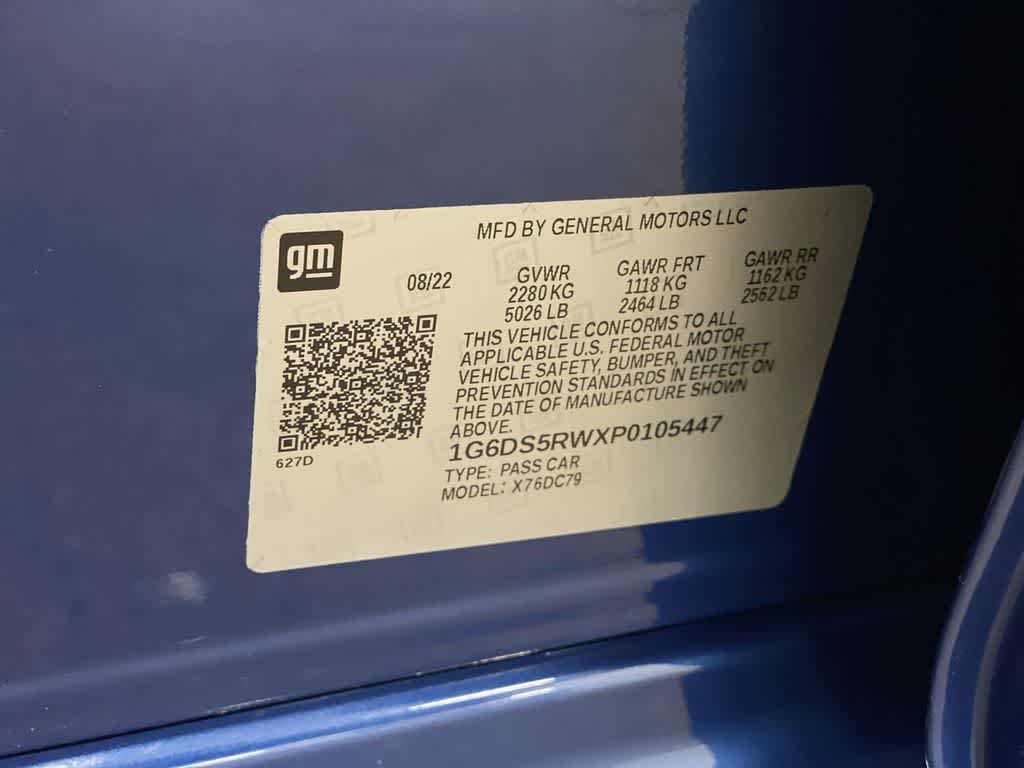 gm
MFD BY GENERAL MOTORS LLC
08/22
GVWR
2280 KG
5026 LB
GAWR FRT
1118 KG
2464 LB
GAWR RR
1162 KG
2562 LB
THIS VEHICLE CONFORMS TO ALL
APPLICABLE U.S. FEDERAL MOTOR
VEHICLE SAFETY, BUMPER, AND THEFT
PREVENTION STANDARDS IN EFFECT ON
THE DATE OF MANUFACTURE SHOWN
ABOVE.
1G6DS5RWXP0105447
TYPE: PASS CAR
MODEL: X76DC79
627D